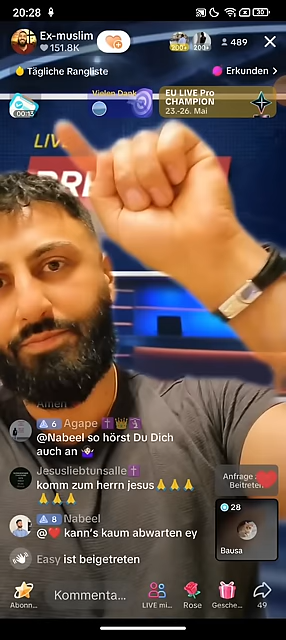 20:28
30
Ex-muslim
151.8K
200+
200+
489
Tägliche Rangliste
Erkunden >
Vielen Dank
EU LIVE Pro
CHAMPION
23.-26. Mai
00:13
LIVE
Amen
6 Agape
@Nabeel so hörst Du Dich
auch an
Jesusliebtunsalle
komm zum herrn jesus
8 Nabeel
@❤️ kann's kaum abwarten ey
Easy ist beigetreten
Anfrage
Beitreten
28
Bausa
Abonn...
Kommenta...
LIVE mi...
Rose
Gesche...
49